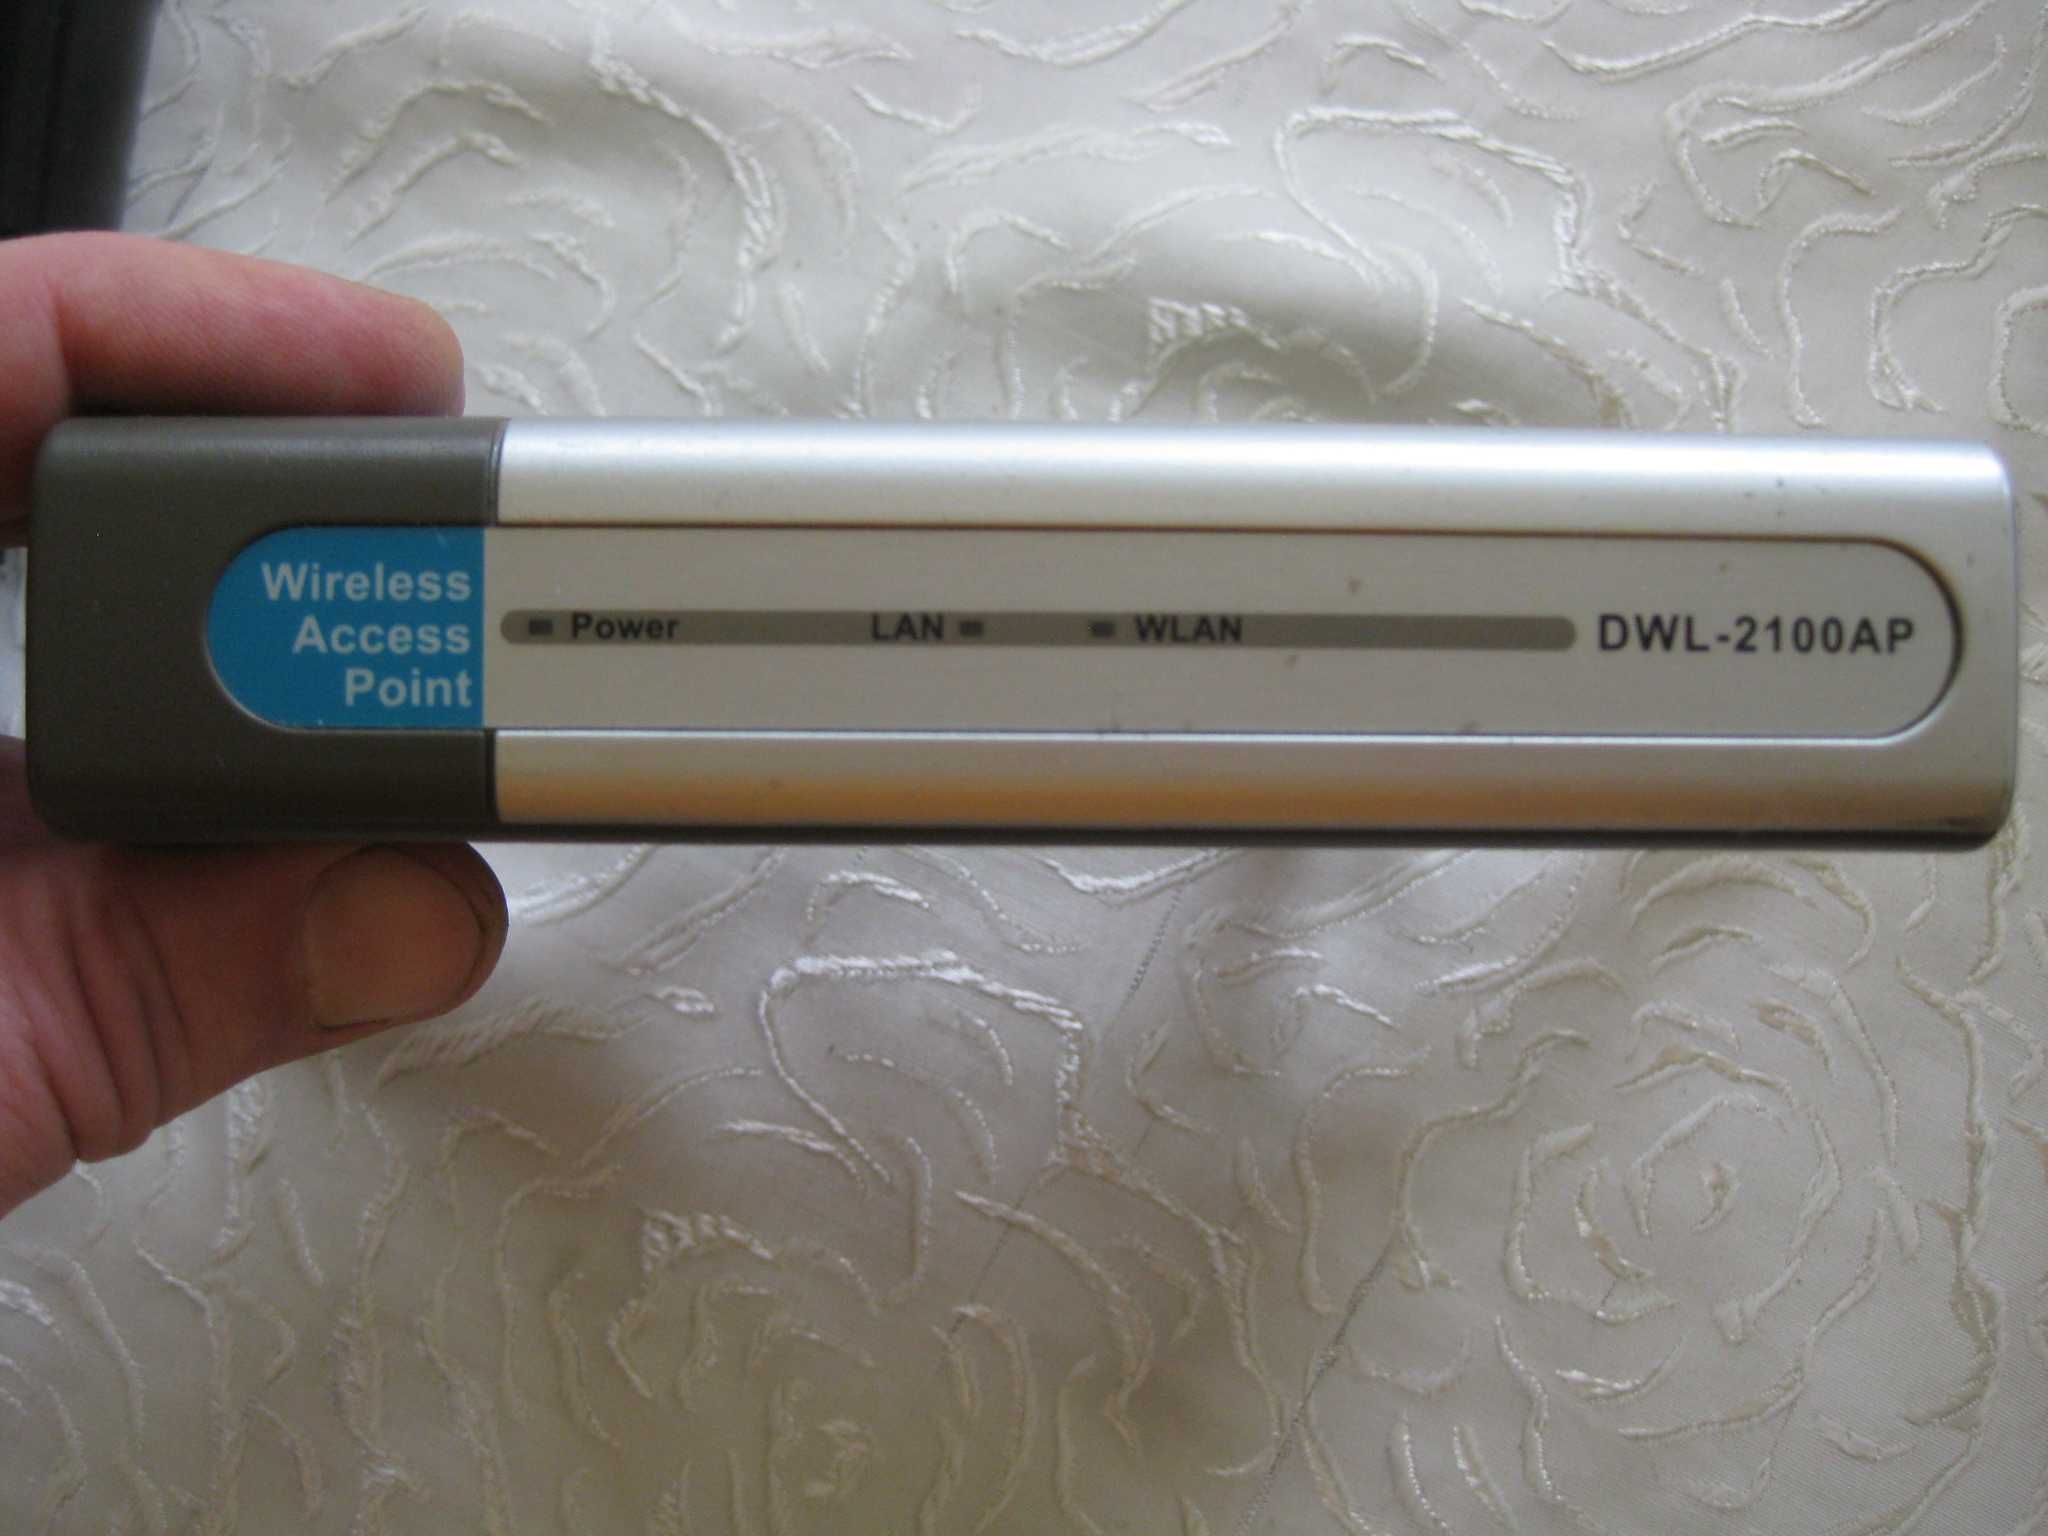 Wireless
Access
Point
Power LAN WLAN
DWL-2100AP